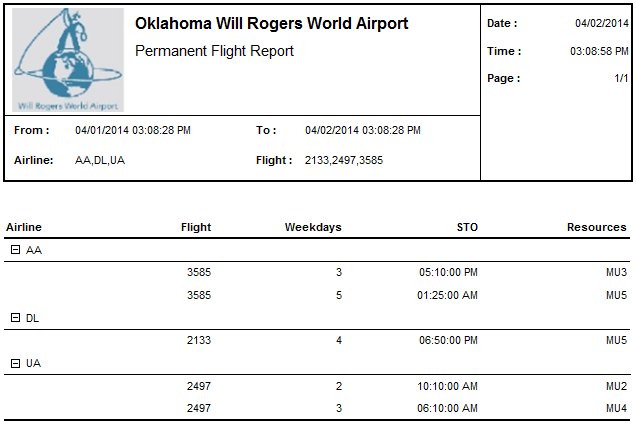 Oklahoma Will Rogers World Airport
Permanent Flight Report
Will Rogers World Airport
Date : 04/02/2014
Time : 03:08:58 PM
Page : 1/1
From : 04/01/2014 03:08:28 PM To : 04/02/2014 03:08:28 PM
Airline: AA,DL,UA Flight : 2133,2497,3585
Airline Flight Weekdays STO Resources
AA
3585 3 05:10:00 PM MU3
3585 5 01:25:00 AM MU5
DL
2133 4 06:50:00 PM MU5
UA
2497 2 10:10:00 AM MU2
2497 3 06:10:00 AM MU4